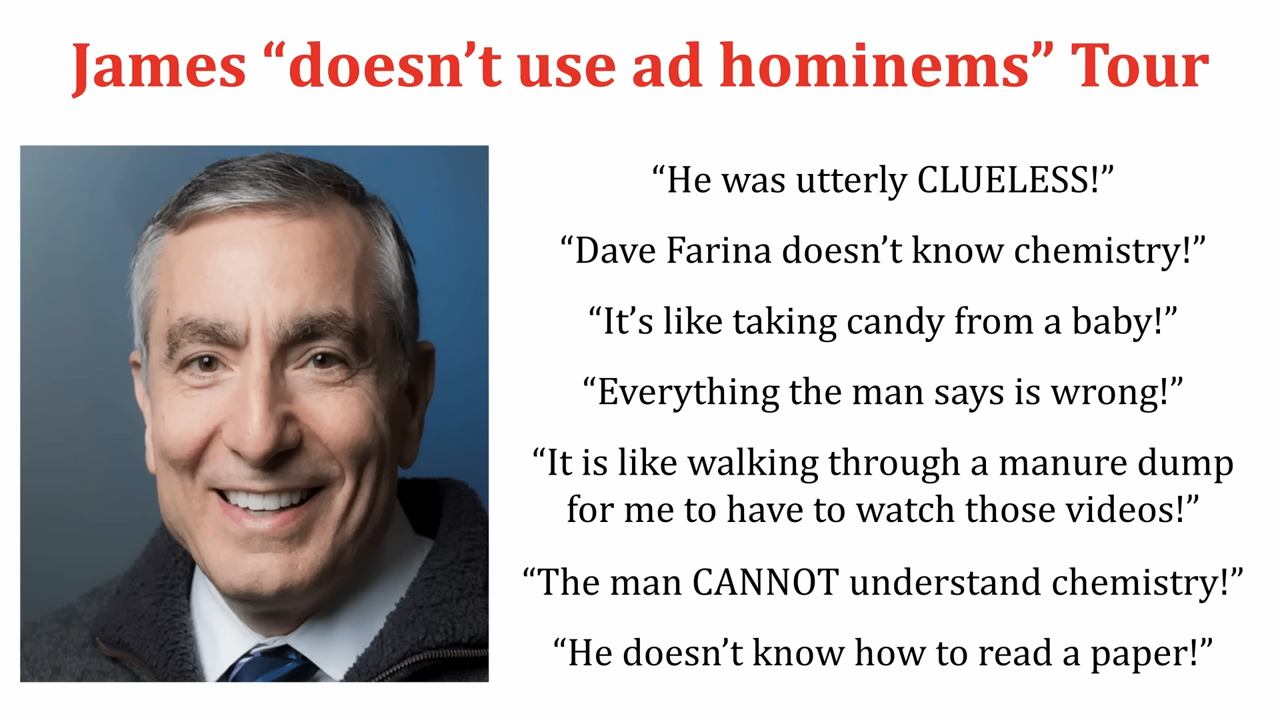 James “doesn’t use ad hominems” Tour
“He was utterly CLUELESS!”
“Dave Farina doesn’t know chemistry!”
“It’s like taking candy from a baby!”
“Everything the man says is wrong!”
“It is like walking through a manure dump
for me to have to watch those videos!”
“The man CANNOT understand chemistry!”
“He doesn’t know how to read a paper!”